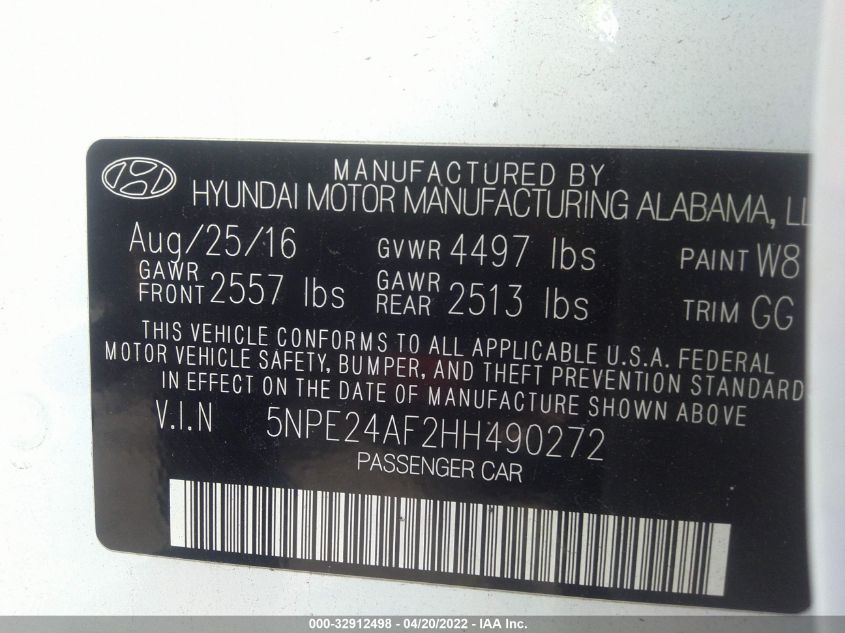 MANUFACTURED BY
HYUNDAI MOTOR MANUFACTURING ALABAMA, LL
Aug/25/16 GVWR 4497 lbs PAINT W8
GAWR FRONT 2557 lbs GAWR REAR 2513 lbs TRIM GG
THIS VEHICLE CONFORMS TO ALL APPLICABLE U.S.A. FEDERAL
MOTOR VEHICLE SAFETY, BUMPER, AND THEFT PREVENTION STANDARD
IN EFFECT ON THE DATE OF MANUFACTURE SHOWN ABOVE
V.I.N 5NPE24AF2HH490272
PASSENGER CAR
000-32912498 - 04/20/2022 - IAA Inc.